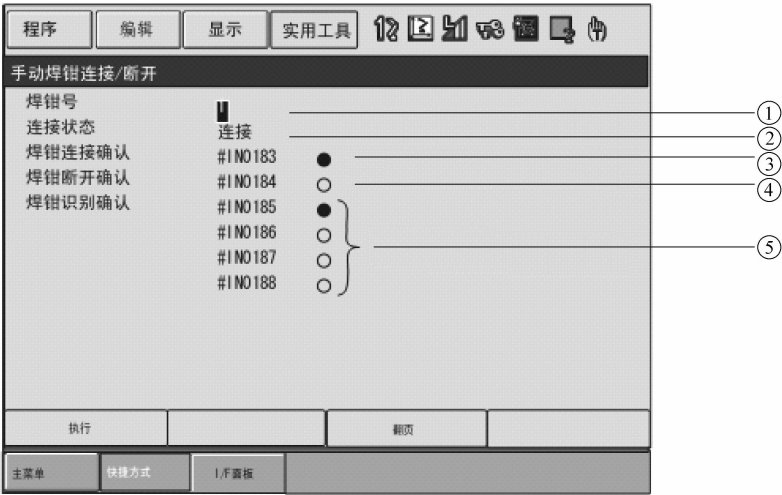 程序 编辑 显示 实用工具
手动焊钳连接/断开
焊钳号 ①
连接状态 连接 ②
焊钳连接确认 #IN0183 ③
焊钳断开确认 #IN0184 ④
焊钳识别确认 #IN0185
#IN0186
#IN0187 ⑤
#IN0188
执行 翻页
主菜单 快捷方式 I/F面板